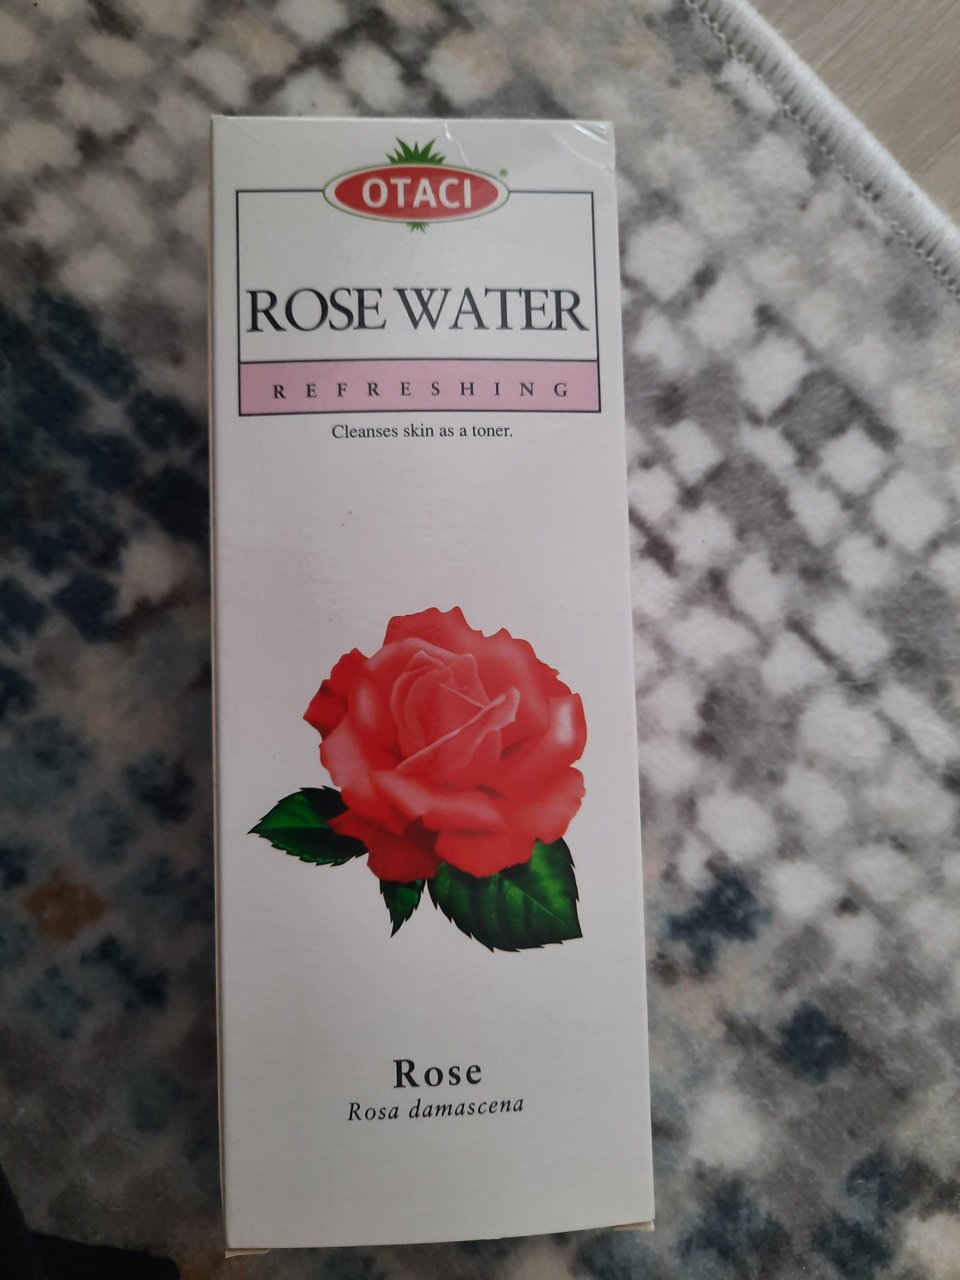 OTACI®
ROSE WATER
REFRESHING
Cleanses skin as a toner.
Rose
Rosa damascena